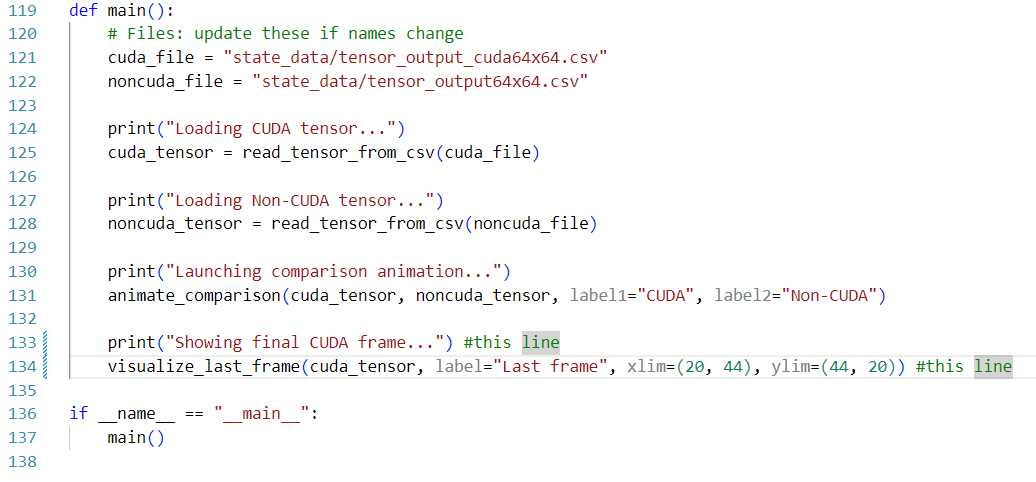 119 def main():
120     # Files: update these if names change
121     cuda_file = "state_data/tensor_output_cuda64x64.csv"
122     noncuda_file = "state_data/tensor_output64x64.csv"
123
124     print("Loading CUDA tensor...")
125     cuda_tensor = read_tensor_from_csv(cuda_file)
126
127     print("Loading Non-CUDA tensor...")
128     noncuda_tensor = read_tensor_from_csv(noncuda_file)
129
130     print("Launching comparison animation...")
131     animate_comparison(cuda_tensor, noncuda_tensor, label1="CUDA", label2="Non-CUDA")
132
133     print("Showing final CUDA frame...") #this line
134     visualize_last_frame(cuda_tensor, label="Last frame", xlim=(20, 44), ylim=(44, 20)) #this line
135
136 if __name__ == "__main__":
137     main()
138